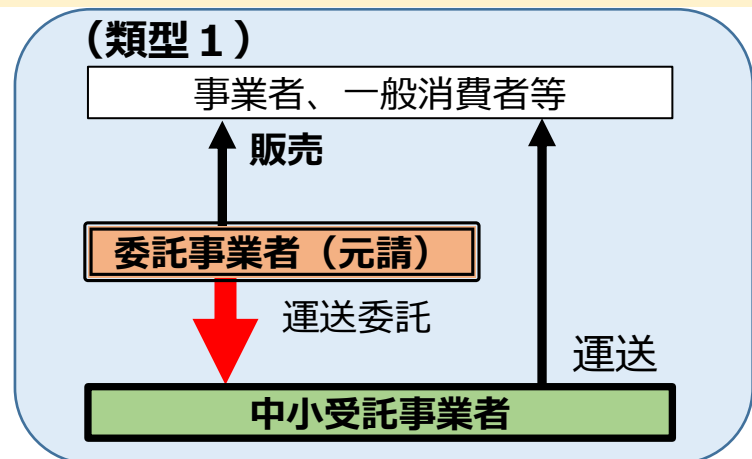 （類型１）
事業者、一般消費者等
販売
委託事業者（元請）
運送委託
運送
中小受託事業者